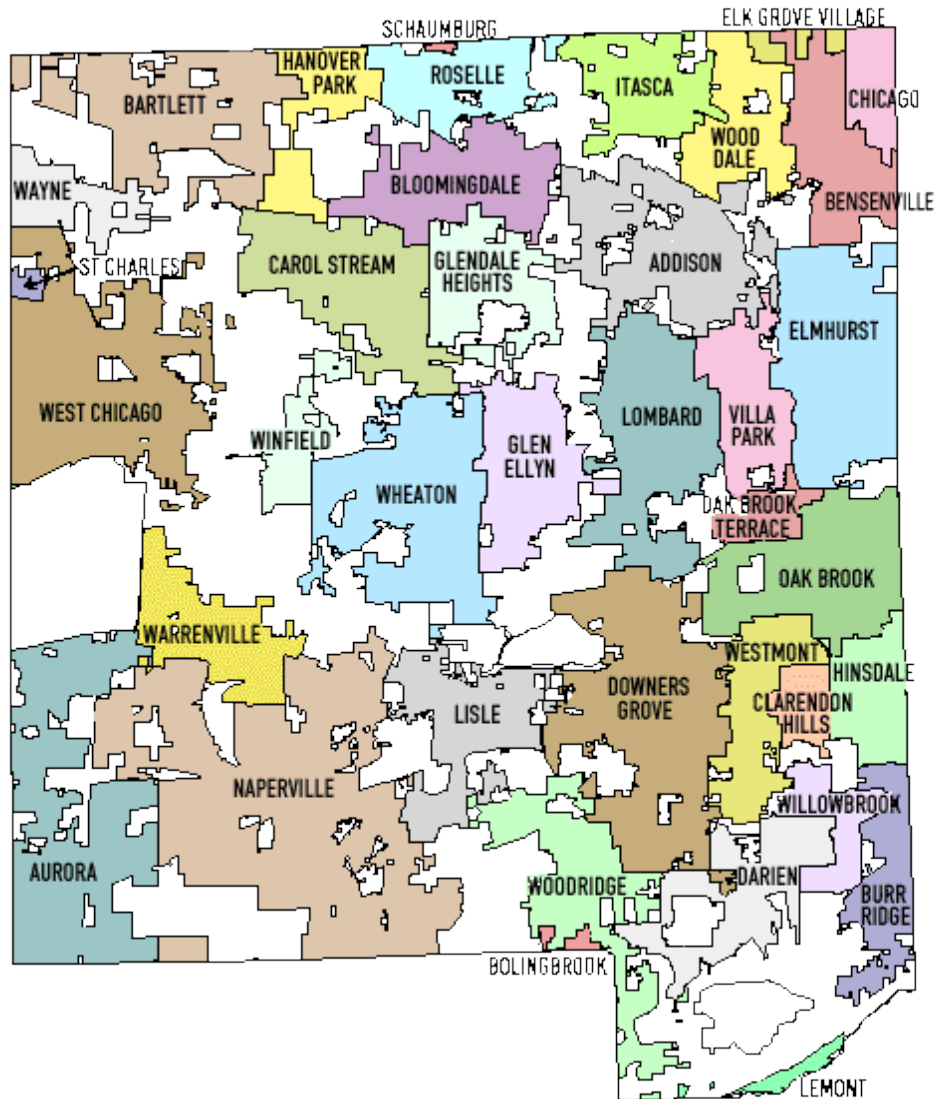 SCHAUMBURG
ELK GROVE VILLAGE
HANOVER
PARK
ROSELLE
ITASCA
BARTLETT
CHICAGO
WOOD
DALE
WAYNE
BLOOMINGDALE
BENSENVILLE
ST CHARLES
CAROL STREAM
GLENDALE
HEIGHTS
ADDISON
ELMHURST
WEST CHICAGO
WINFIELD
GLEN
ELLYN
LOMBARD
VILLA
PARK
WHEATON
OAK BROOK
TERRACE
OAK BROOK
WARRENVILLE
WESTMONT
HINSDALE
LISLE
DOWNERS
GROVE
CLARENDON
HILLS
NAPERVILLE
WILLOWBROOK
AURORA
WOODRIDGE
DARIEN
BURR
RIDGE
BOLINGBROOK
LEMONT